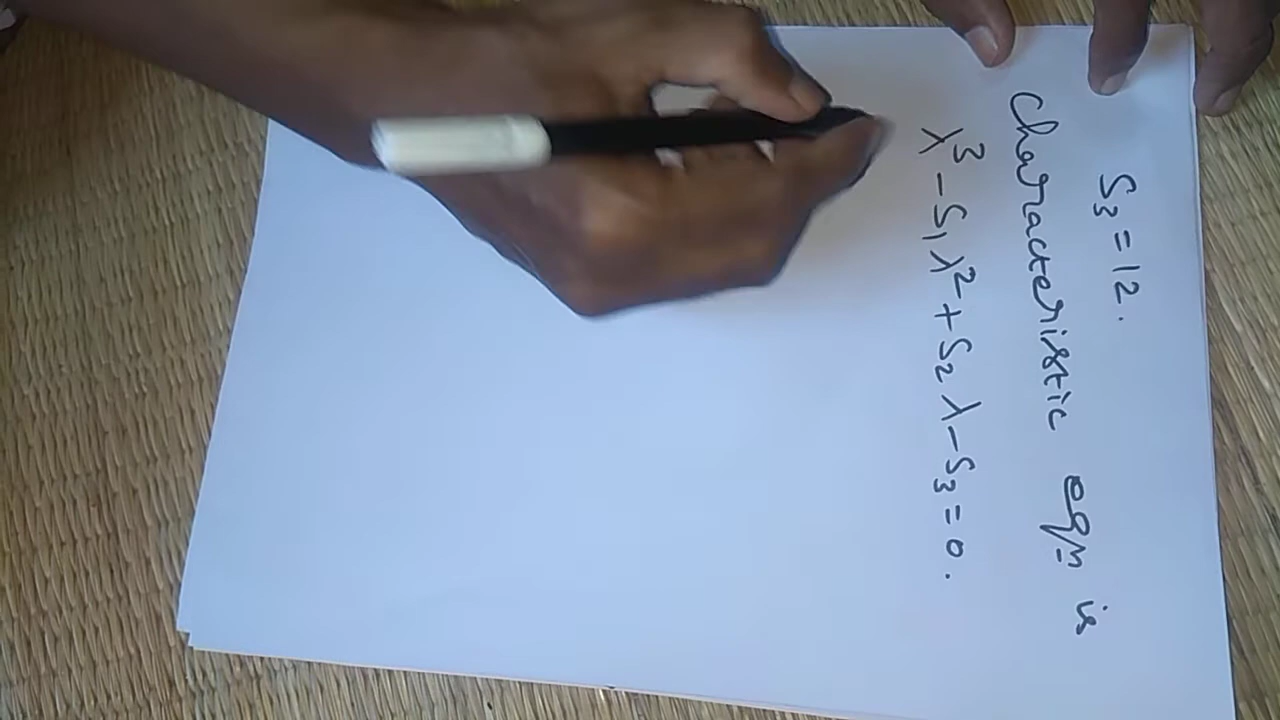 S₃ = 12.
Characteristic eqn is
λ³ - S₁λ² + S₂λ - S₃ = 0.